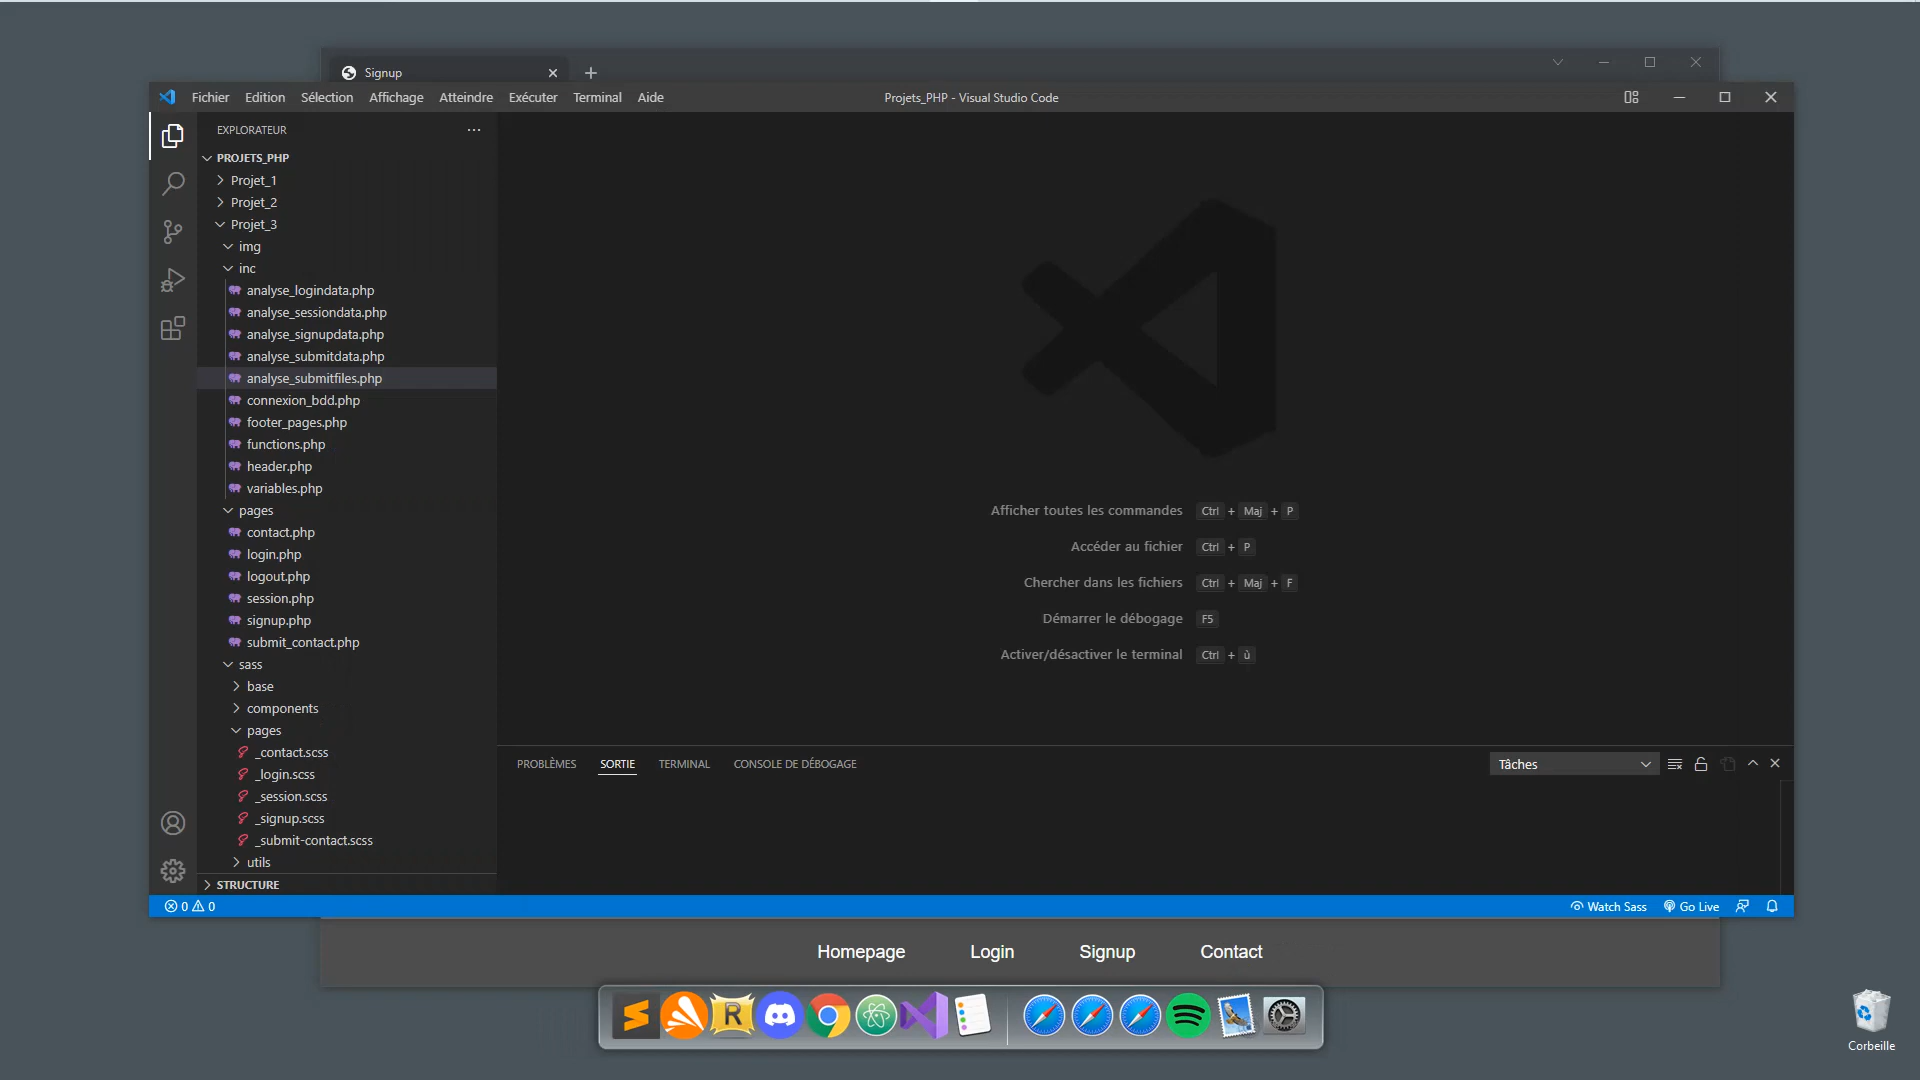 Signup
Fichier Edition Sélection Affichage Atteindre Exécuter Terminal Aide
Projets_PHP - Visual Studio Code
EXPLORATEUR
PROJETS_PHP
Projet_1
Projet_2
Projet_3
img
inc
analyse_logindata.php
analyse_sessiondata.php
analyse_signupdata.php
analyse_submitdata.php
analyse_submitfiles.php
connexion_bdd.php
footer_pages.php
functions.php
header.php
variables.php
pages
contact.php
login.php
logout.php
session.php
signup.php
submit_contact.php
sass
base
components
pages
_contact.scss
_login.scss
_session.scss
_signup.scss
_submit-contact.scss
utils
STRUCTURE
Afficher toutes les commandes Ctrl + Maj + P
Accéder au fichier Ctrl + P
Chercher dans les fichiers Ctrl + Maj + F
Démarrer le débogage F5
Activer/désactiver le terminal Ctrl + ù
PROBLÈMES SORTIE TERMINAL CONSOLE DE DÉBOGAGE
Tâches
0 0
Watch Sass Go Live
Homepage Login Signup Contact
R
Corbeille